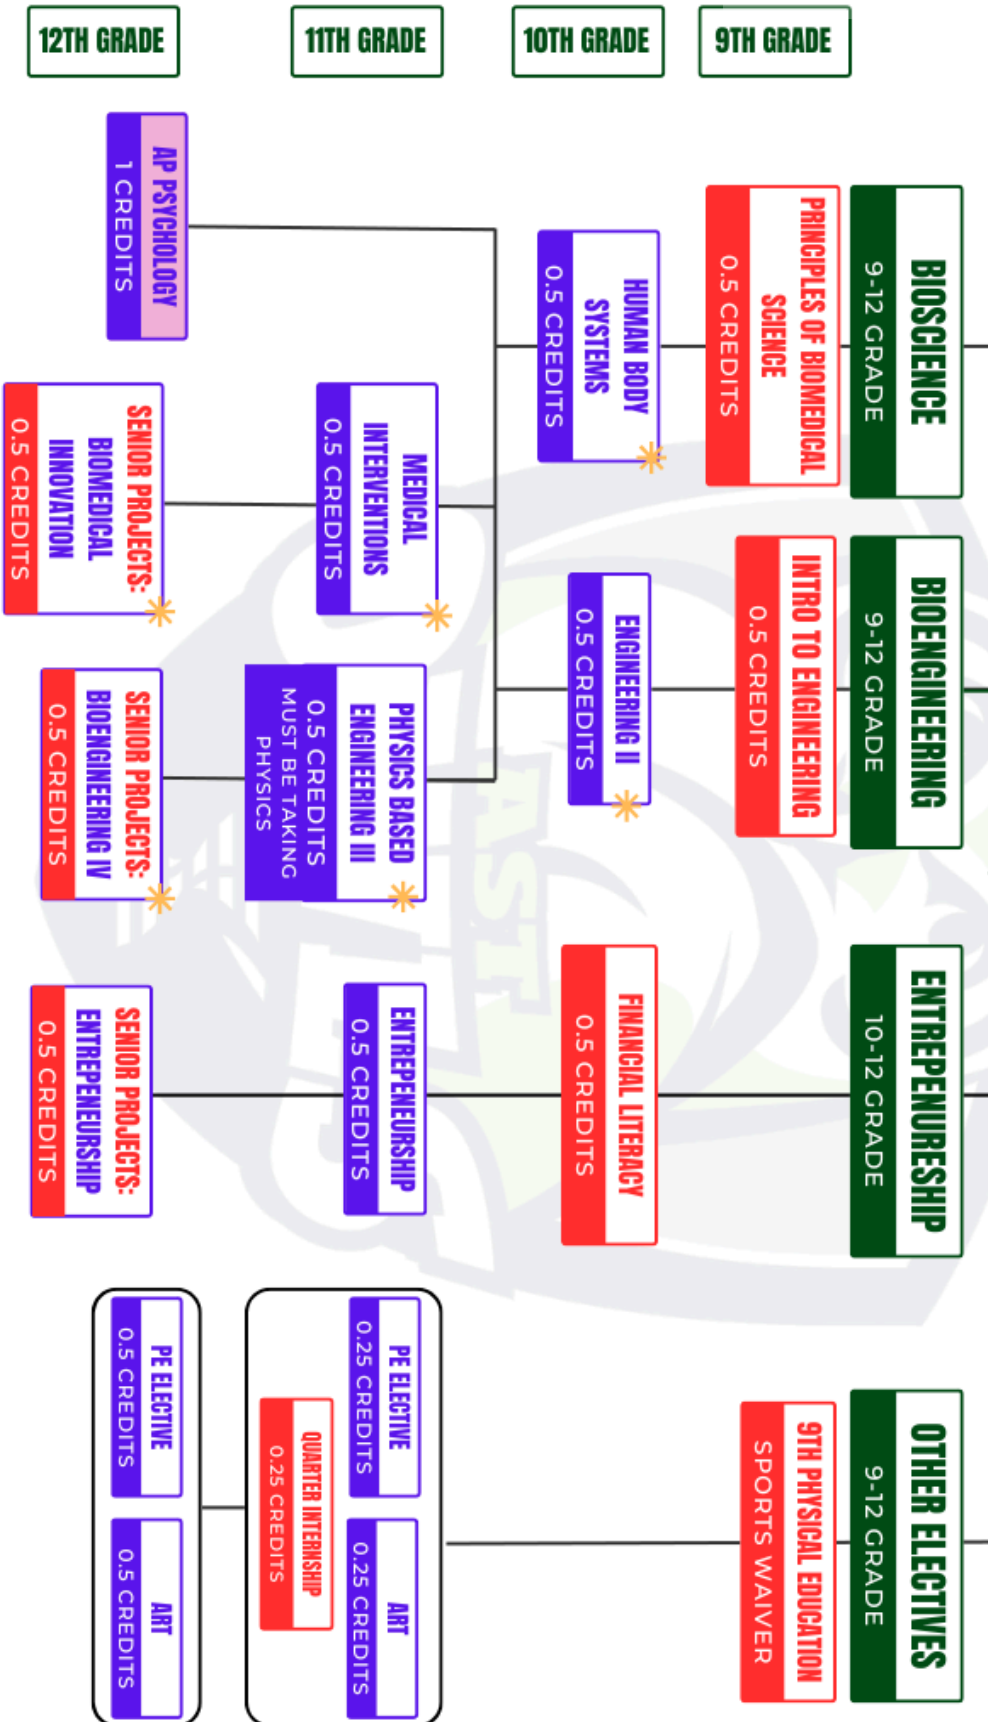 12TH GRADE
11TH GRADE
10TH GRADE
9TH GRADE
BIOSCIENCE
9-12 GRADE
PRINCIPLES OF BIOMEDICAL
SCIENCE
0.5 CREDITS
HUMAN BODY
SYSTEMS
0.5 CREDITS
AP PSYCHOLOGY
1 CREDITS
MEDICAL
INTERVENTIONS
0.5 CREDITS
SENIOR PROJECTS:
BIOMEDICAL
INNOVATION
0.5 CREDITS
BIOENGINEERING
9-12 GRADE
INTRO TO ENGINEERING
0.5 CREDITS
ENGINEERING II
0.5 CREDITS
PHYSICS BASED
ENGINEERING III
0.5 CREDITS
MUST BE TAKING
PHYSICS
SENIOR PROJECTS:
BIOENGINEERING IV
0.5 CREDITS
ENTREPENURESHIP
10-12 GRADE
FINANCIAL LITERACY
0.5 CREDITS
ENTREPENEURSHIP
0.5 CREDITS
SENIOR PROJECTS:
ENTREPENEURSHIP
0.5 CREDITS
OTHER ELECTIVES
9-12 GRADE
9TH PHYSICAL EDUCATION
SPORTS WAIVER
PE ELECTIVE
0.25 CREDITS
ART
0.25 CREDITS
QUARTER INTERNSHIP
0.25 CREDITS
PE ELECTIVE
0.5 CREDITS
ART
0.5 CREDITS
AST